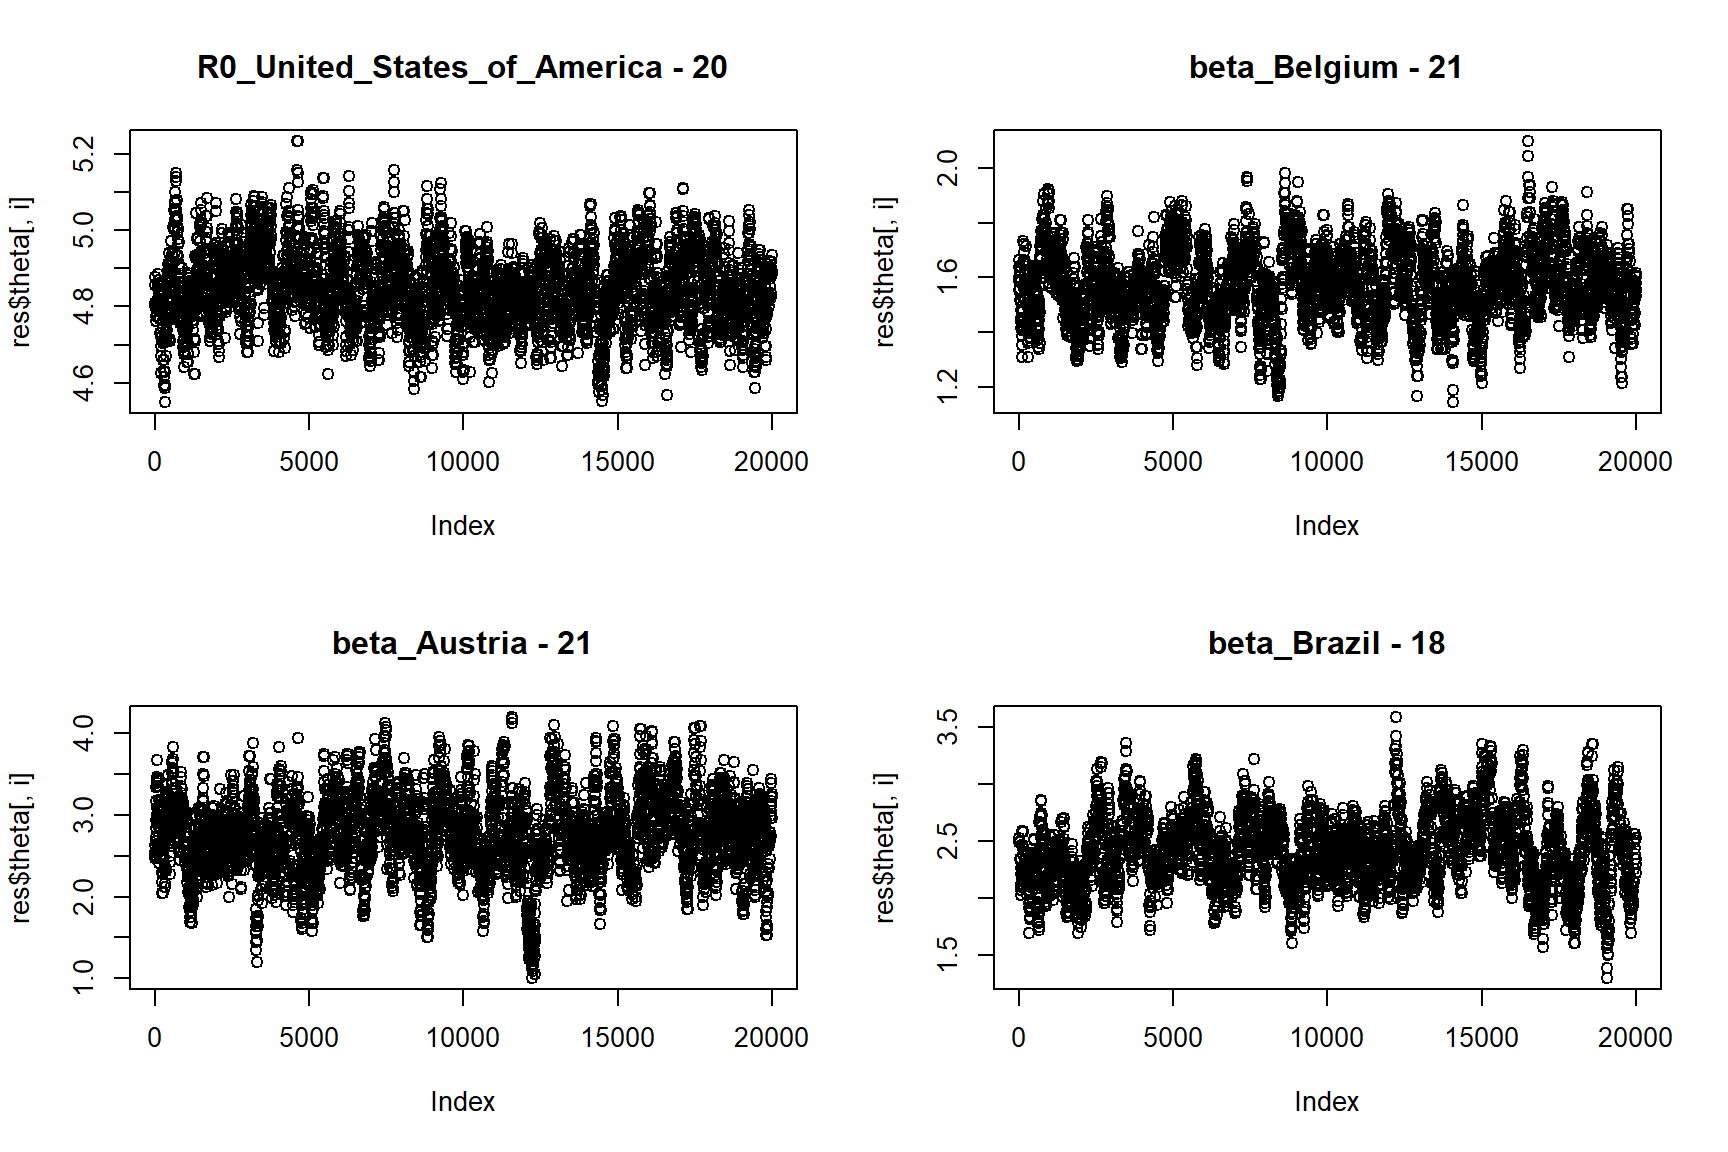 R0_United_States_of_America - 20
res$theta[, i]
5.2
5.0
4.8
4.6
0 5000 10000 15000 20000
Index
beta_Belgium - 21
res$theta[, i]
2.0
1.6
1.2
0 5000 10000 15000 20000
Index
beta_Austria - 21
res$theta[, i]
4.0
3.0
2.0
1.0
0 5000 10000 15000 20000
Index
beta_Brazil - 18
res$theta[, i]
3.5
2.5
1.5
0 5000 10000 15000 20000
Index